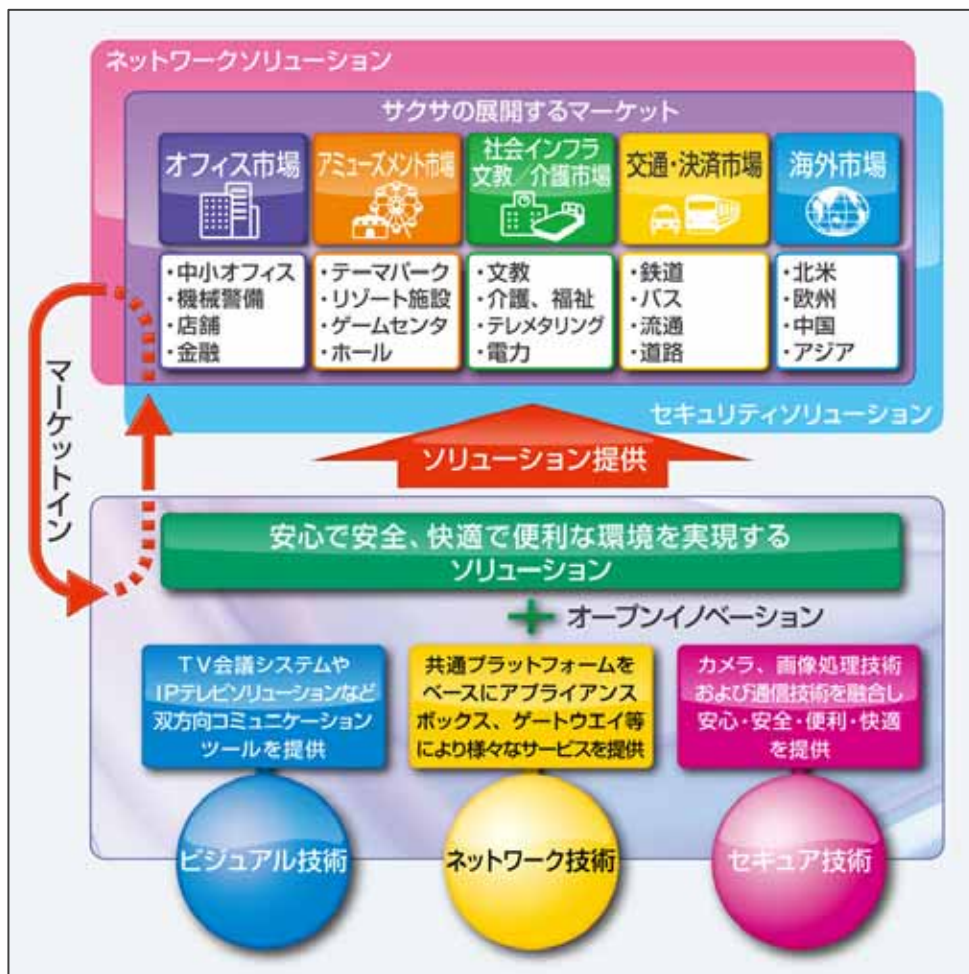 ネットワークソリューション
サクサの展開するマーケット
オフィス市場
・中小オフィス
・機械警備
・店舗
・金融
アミューズメント市場
・テーマパーク
・リゾート施設
・ゲームセンタ
・ホール
社会インフラ
文教／介護市場
・文教
・介護、福祉
・テレメタリング
・電力
交通・決済市場
・鉄道
・バス
・流通
・道路
海外市場
・北米
・欧州
・中国
・アジア
セキュリティソリューション
マーケットイン
ソリューション提供
安心で安全、快適で便利な環境を実現する
ソリューション
+ オープンイノベーション
TV会議システムや
IPテレビソリューションなど
双方向コミュニケーション
ツールを提供
共通プラットフォームを
ベースにアプライアンス
ボックス、ゲートウエイ等
により様々なサービスを提供
カメラ、画像処理技術
および通信技術を融合し
安心・安全・便利・快適
を提供
ビジュアル技術
ネットワーク技術
セキュア技術